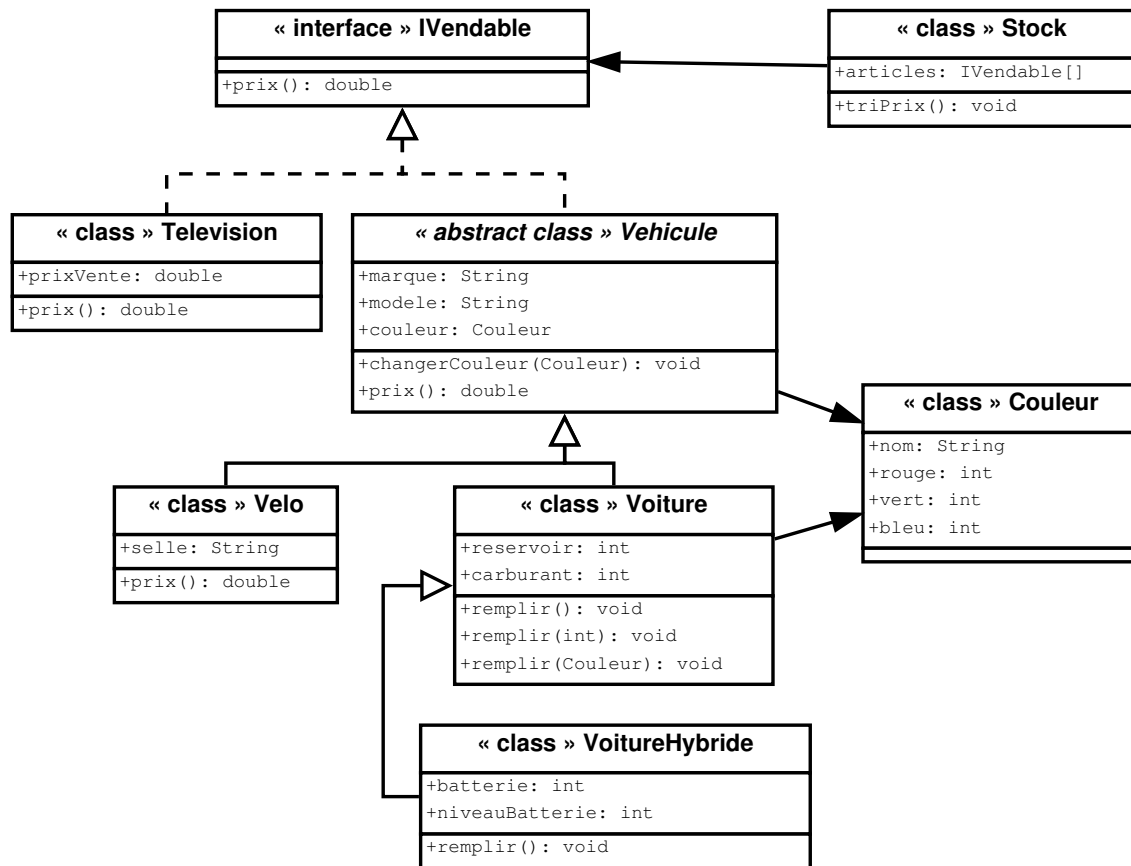 « interface » IVendable
+prix(): double
« class » Stock
+articles: IVendable[]
+triPrix(): void
« class » Television
+prixVente: double
+prix(): double
« abstract class » Vehicule
+marque: String
+modele: String
+couleur: Couleur
+changerCouleur(Couleur): void
+prix(): double
« class » Couleur
+nom: String
+rouge: int
+vert: int
+bleu: int
« class » Velo
+selle: String
+prix(): double
« class » Voiture
+reservoir: int
+carburant: int
+remplir(): void
+remplir(int): void
+remplir(Couleur): void
« class » VoitureHybride
+batterie: int
+niveauBatterie: int
+remplir(): void